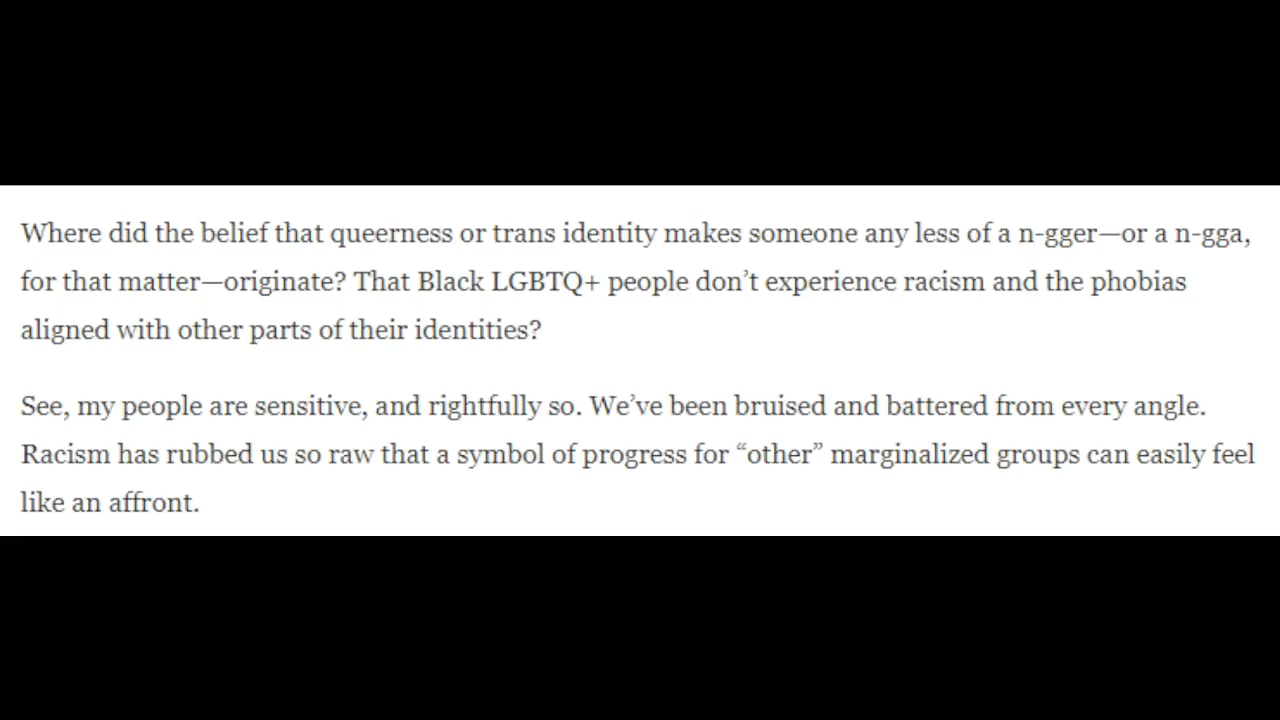 Where did the belief that queerness or trans identity makes someone any less of a n-gger—or a n-gga,
for that matter—originate? That Black LGBTQ+ people don’t experience racism and the phobias
aligned with other parts of their identities?
See, my people are sensitive, and rightfully so. We’ve been bruised and battered from every angle.
Racism has rubbed us so raw that a symbol of progress for “other” marginalized groups can easily feel
like an affront.